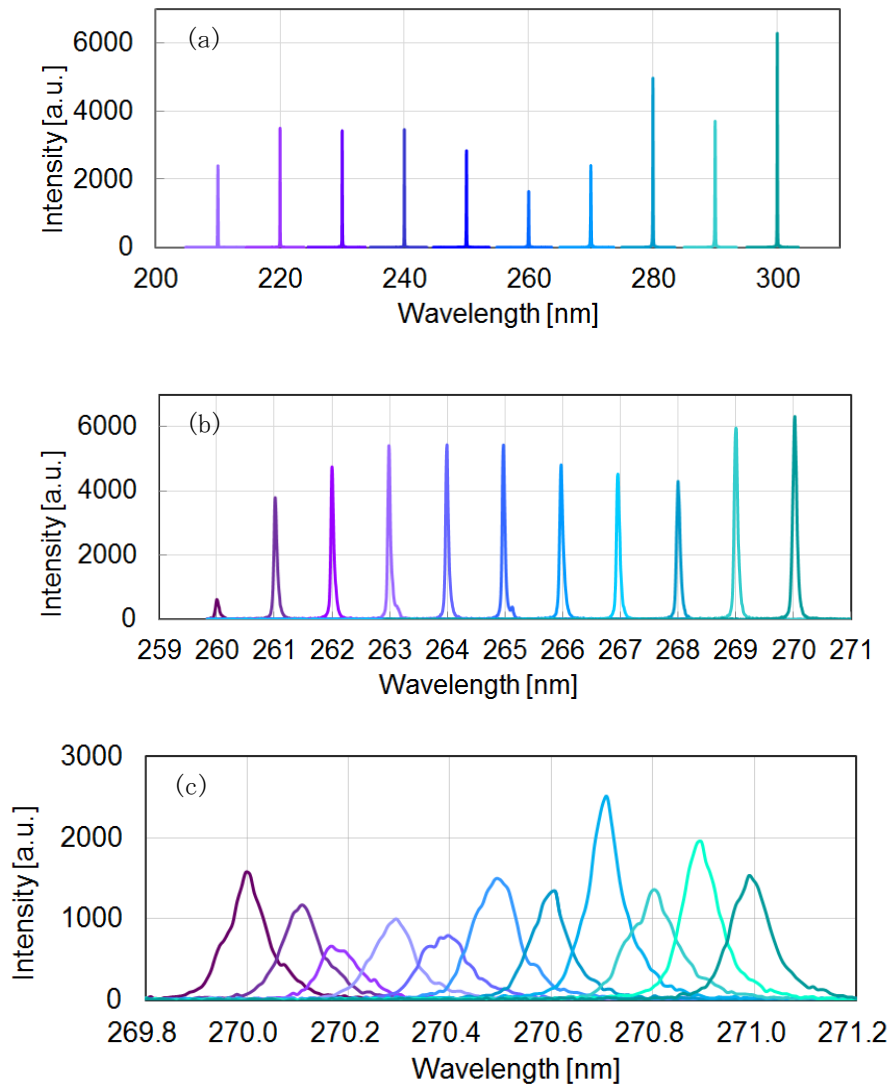 (a)
6000
4000
2000
0
Intensity [a.u.]
200 220 240 260 280 300
Wavelength [nm]
(b)
6000
4000
2000
0
Intensity [a.u.]
259 260 261 262 263 264 265 266 267 268 269 270 271
Wavelength [nm]
(c)
3000
2000
1000
0
Intensity [a.u.]
269.8 270.0 270.2 270.4 270.6 270.8 271.0 271.2
Wavelength [nm]